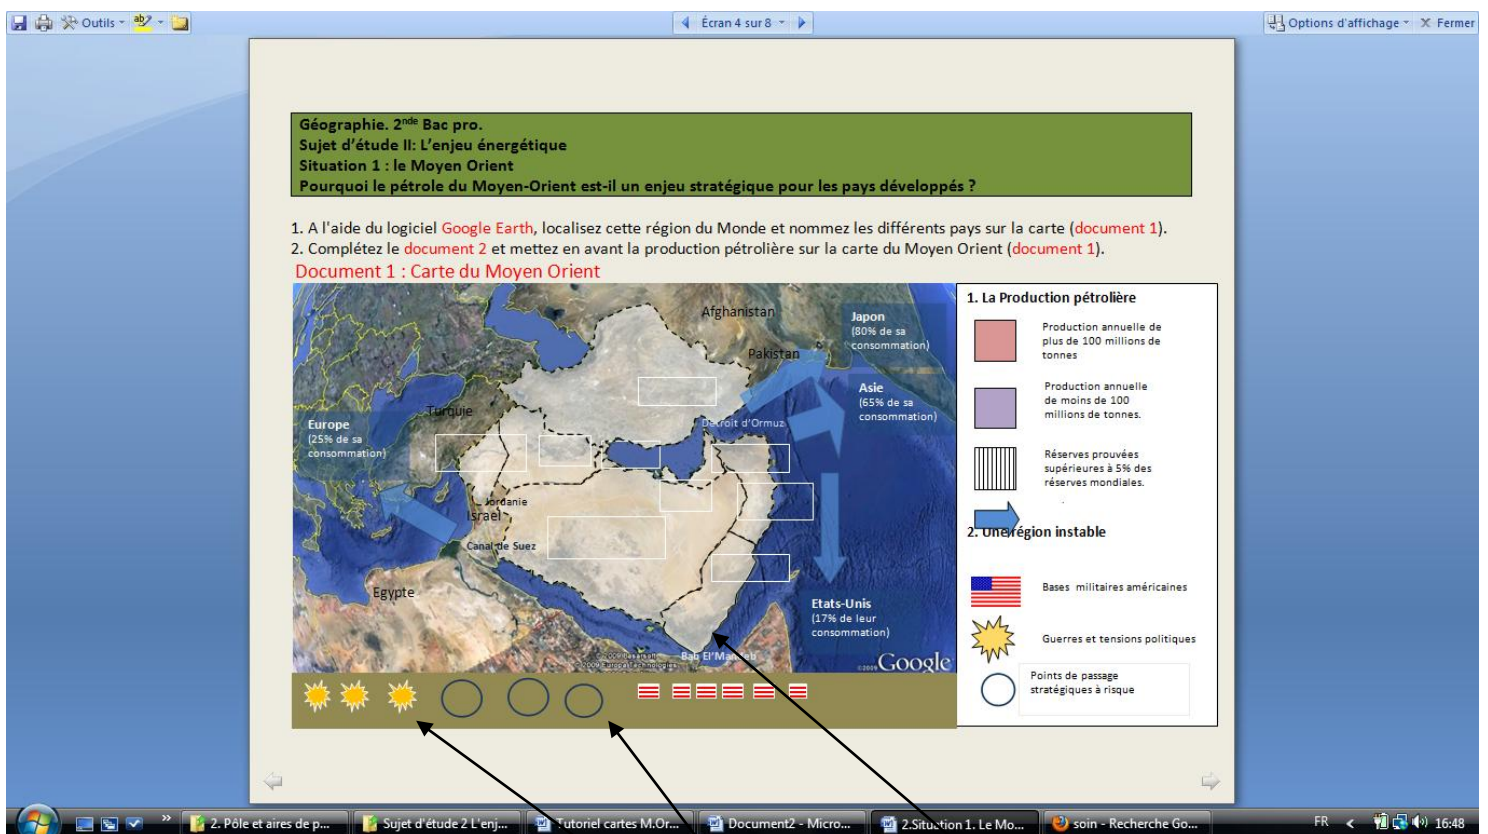 Outils
Écran 4 sur 8
Options d'affichage
Fermer
Géographie. 2nde Bac pro.
Sujet d'étude II: L'enjeu énergétique
Situation 1 : le Moyen Orient
Pourquoi le pétrole du Moyen-Orient est-il un enjeu stratégique pour les pays développés ?
1. A l'aide du logiciel Google Earth, localisez cette région du Monde et nommez les différents pays sur la carte (document 1).
2. Complétez le document 2 et mettez en avant la production pétrolière sur la carte du Moyen Orient (document 1).
Document 1 : Carte du Moyen Orient
Afghanistan
Pakistan
Japon
(80% de sa
consommation)
Asie
(65% de sa
consommation)
Turquie
Détroit d'Ormuz
Europe
(25% de sa
consommation)
Jordanie
Israel
Canal de Suez
Egypte
Etats-Unis
(17% de leur
consommation)
Bab El'Mandeb
©2009 Google
1. La Production pétrolière
Production annuelle de
plus de 100 millions de
tonnes
Production annuelle
de moins de 100
millions de tonnes.
Réserves prouvées
supérieures à 5% des
réserves mondiales.
.
2. Une région instable
Bases militaires américaines
Guerres et tensions politiques
Points de passage
stratégiques à risque
2. Pôle et aires de p...
Sujet d'étude 2 L'enj...
Tutoriel cartes M.Or...
Document2 - Micro...
2.Situation 1. Le Mo...
soin - Recherche Go...
FR
16:48